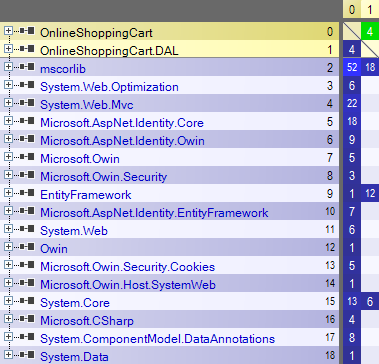 0 1
OnlineShoppingCart 0 4
OnlineShoppingCart.DAL 1 4
mscorlib 2 52 18
System.Web.Optimization 3 6
System.Web.Mvc 4 22
Microsoft.AspNet.Identity.Core 5 18
Microsoft.AspNet.Identity.Owin 6 9
Microsoft.Owin 7 5
Microsoft.Owin.Security 8 3
EntityFramework 9 1 12
Microsoft.AspNet.Identity.EntityFramework 10 7
System.Web 11 6
Owin 12 1
Microsoft.Owin.Security.Cookies 13 5
Microsoft.Owin.Host.SystemWeb 14 1
System.Core 15 13 6
Microsoft.CSharp 16 4
System.ComponentModel.DataAnnotations 17 8
System.Data 18 1